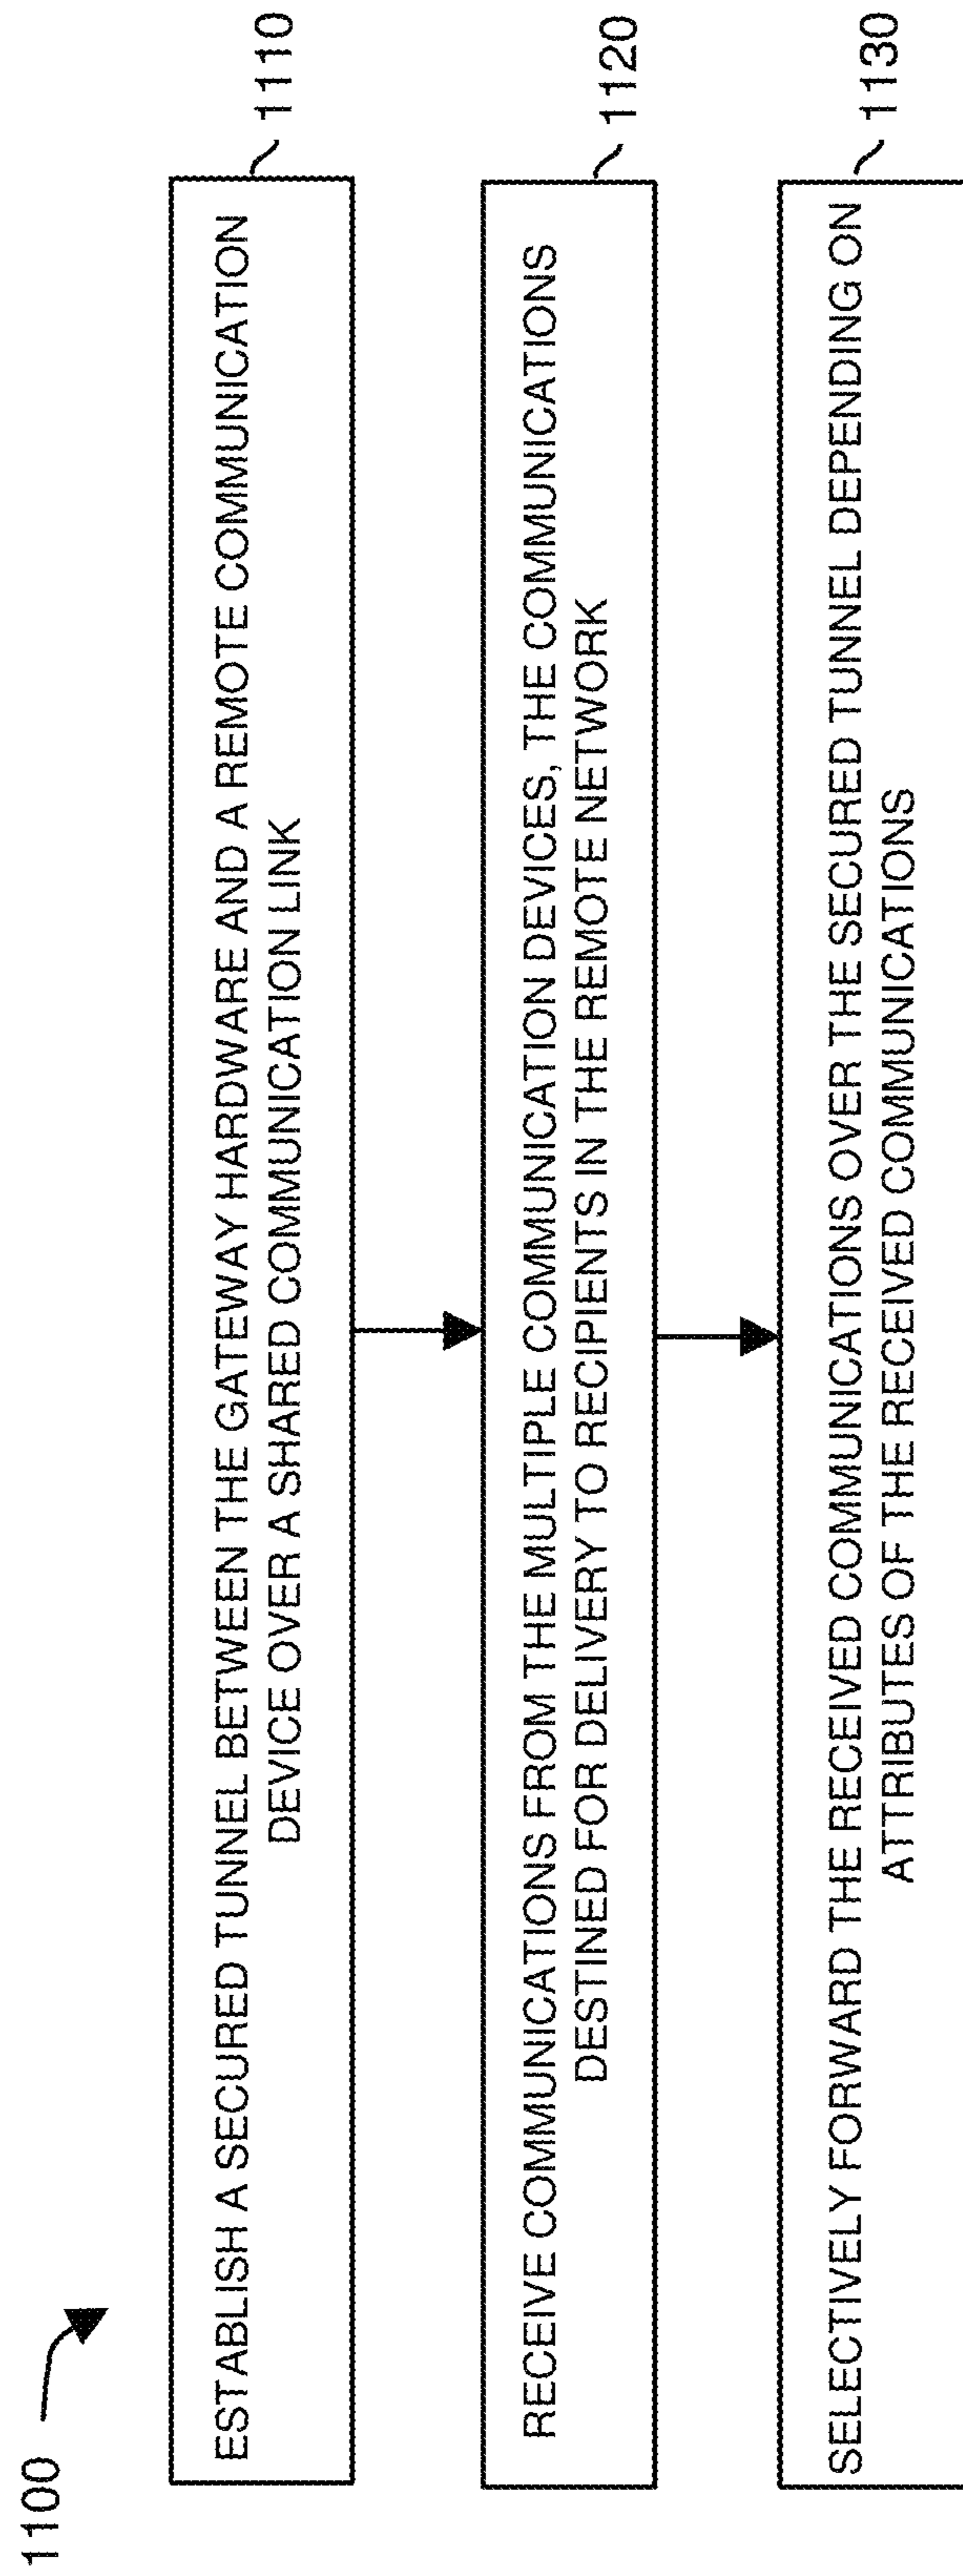 1100
ESTABLISH A SECURED TUNNEL BETWEEN THE GATEWAY HARDWARE AND A REMOTE COMMUNICATION
DEVICE OVER A SHARED COMMUNICATION LINK
1110
RECEIVE COMMUNICATIONS FROM THE MULTIPLE COMMUNICATION DEVICES, THE COMMUNICATIONS
DESTINED FOR DELIVERY TO RECIPIENTS IN THE REMOTE NETWORK
1120
SELECTIVELY FORWARD THE RECEIVED COMMUNICATIONS OVER THE SECURED TUNNEL DEPENDING ON
ATTRIBUTES OF THE RECEIVED COMMUNICATIONS
1130